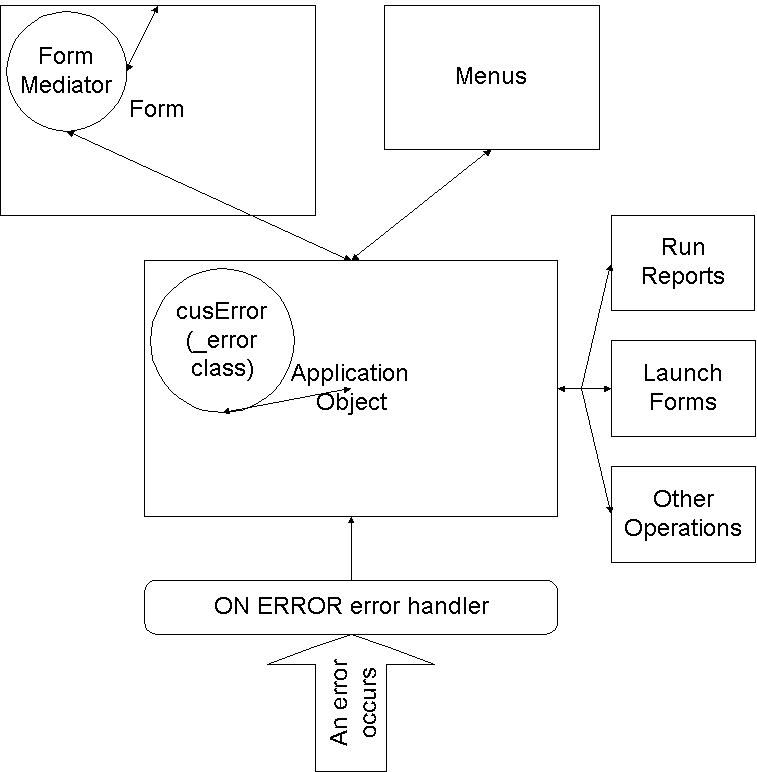 Form
Mediator
Form
Menus
Run
Reports
cusError
(_error
class)
Application
Object
Launch
Forms
Other
Operations
ON ERROR error handler
An error
occurs